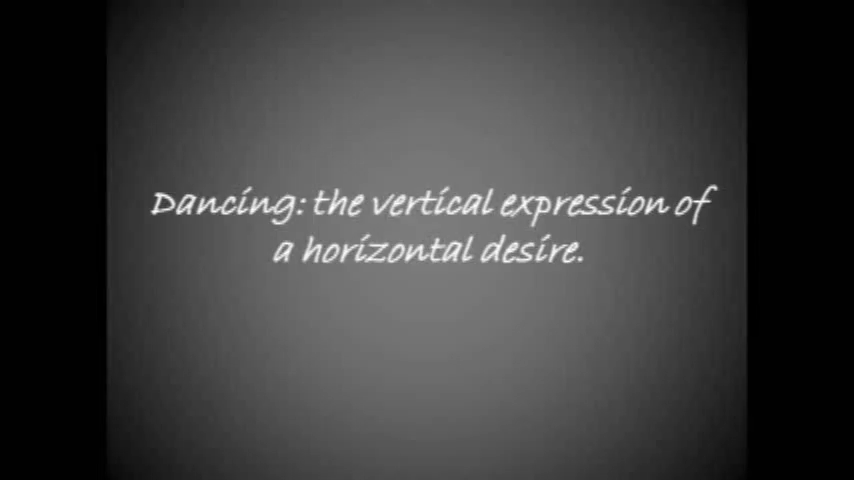 Dancing: the vertical expression of
a horizontal desire.